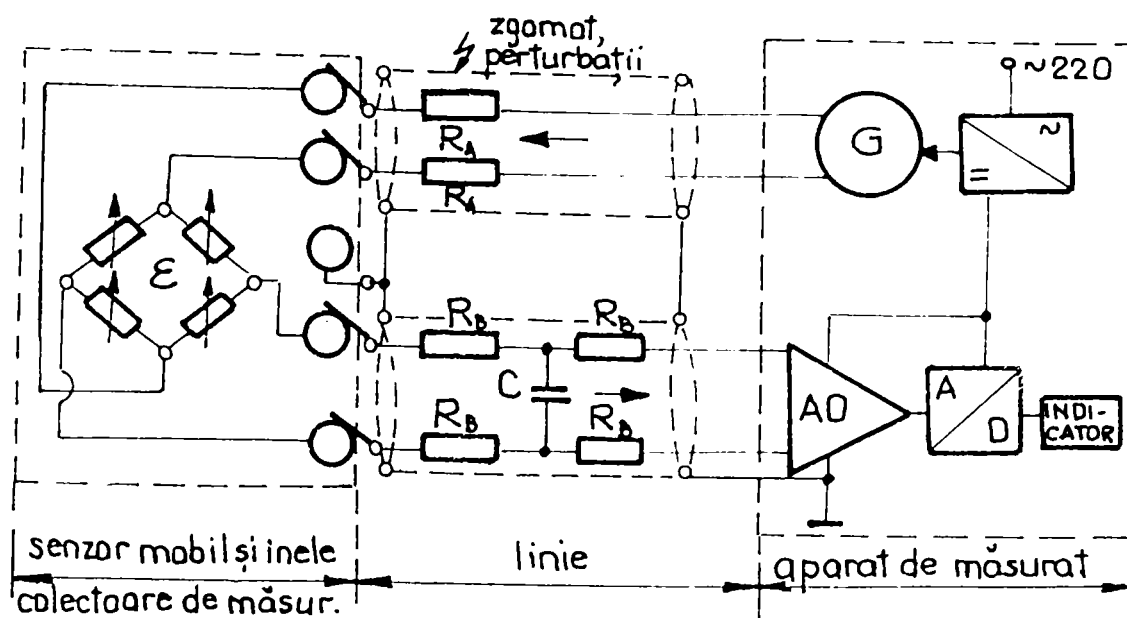 zgomot,
perturbații
~220
R_A
R_A
G
~
=
ε
R_B
R_B
C
R_B
R_B
AO
A
D
INDI-
CATOR
senzor mobil și inele
colectoare de măsur.
linie
aparat de măsurat